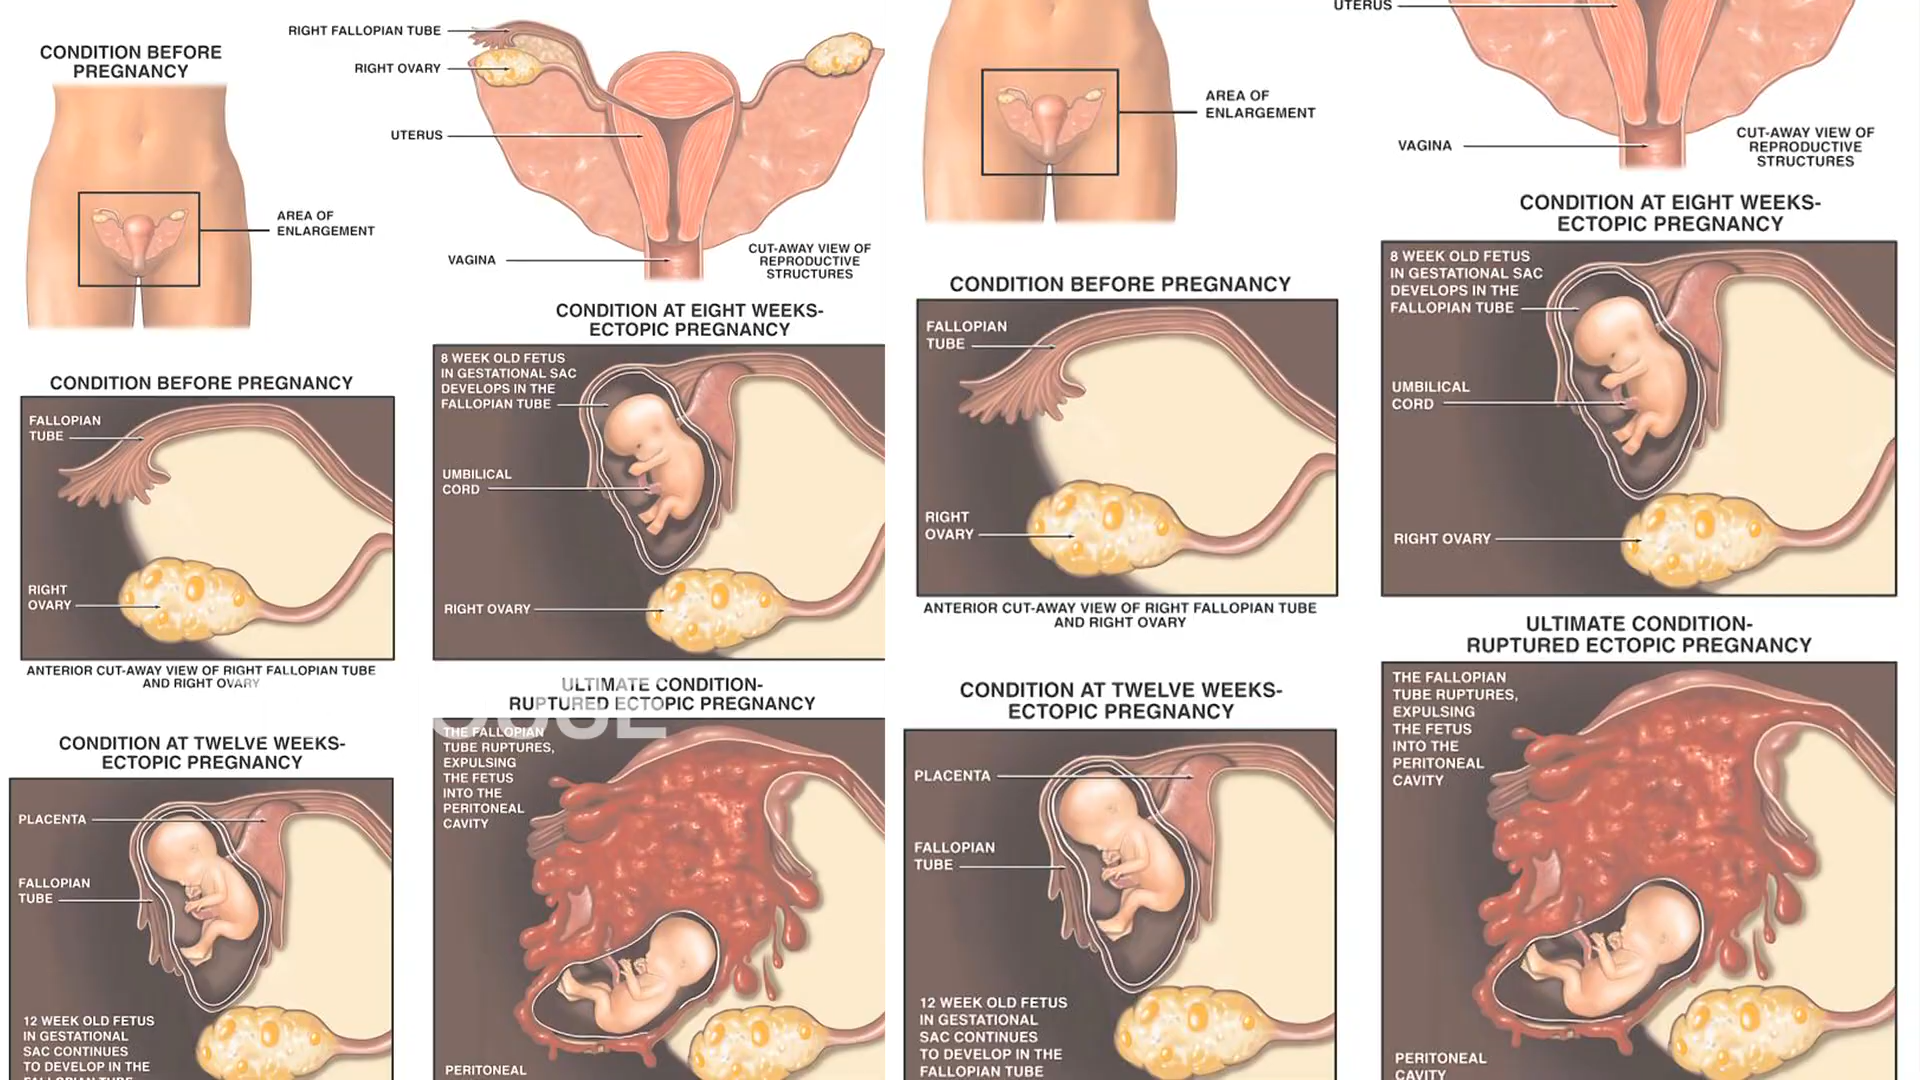 CONDITION BEFORE
PREGNANCY
RIGHT FALLOPIAN TUBE
RIGHT OVARY
UTERUS
AREA OF
ENLARGEMENT
VAGINA
CUT-AWAY VIEW OF
REPRODUCTIVE
STRUCTURES
CONDITION BEFORE PREGNANCY
FALLOPIAN
TUBE
RIGHT
OVARY
ANTERIOR CUT-AWAY VIEW OF RIGHT FALLOPIAN TUBE
AND RIGHT OVARY
CONDITION AT EIGHT WEEKS-
ECTOPIC PREGNANCY
8 WEEK OLD FETUS
IN GESTATIONAL SAC
DEVELOPS IN THE
FALLOPIAN TUBE
UMBILICAL
CORD
RIGHT OVARY
CONDITION AT TWELVE WEEKS-
ECTOPIC PREGNANCY
PLACENTA
FALLOPIAN
TUBE
12 WEEK OLD FETUS
IN GESTATIONAL
SAC CONTINUES
TO DEVELOP IN THE
FALLOPIAN TUBE
ULTIMATE CONDITION-
RUPTURED ECTOPIC PREGNANCY
THE FALLOPIAN
TUBE RUPTURES,
EXPULSING
THE FETUS
INTO THE
PERITONEAL
CAVITY
PERITONEAL
UTERUS
AREA OF
ENLARGEMENT
VAGINA
CUT-AWAY VIEW OF
REPRODUCTIVE
STRUCTURES
CONDITION BEFORE PREGNANCY
FALLOPIAN
TUBE
RIGHT
OVARY
ANTERIOR CUT-AWAY VIEW OF RIGHT FALLOPIAN TUBE
AND RIGHT OVARY
CONDITION AT EIGHT WEEKS-
ECTOPIC PREGNANCY
8 WEEK OLD FETUS
IN GESTATIONAL SAC
DEVELOPS IN THE
FALLOPIAN TUBE
UMBILICAL
CORD
RIGHT OVARY
CONDITION AT TWELVE WEEKS-
ECTOPIC PREGNANCY
PLACENTA
FALLOPIAN
TUBE
12 WEEK OLD FETUS
IN GESTATIONAL
SAC CONTINUES
TO DEVELOP IN THE
FALLOPIAN TUBE
ULTIMATE CONDITION-
RUPTURED ECTOPIC PREGNANCY
THE FALLOPIAN
TUBE RUPTURES,
EXPULSING
THE FETUS
INTO THE
PERITONEAL
CAVITY
PERITONEAL
CAVITY